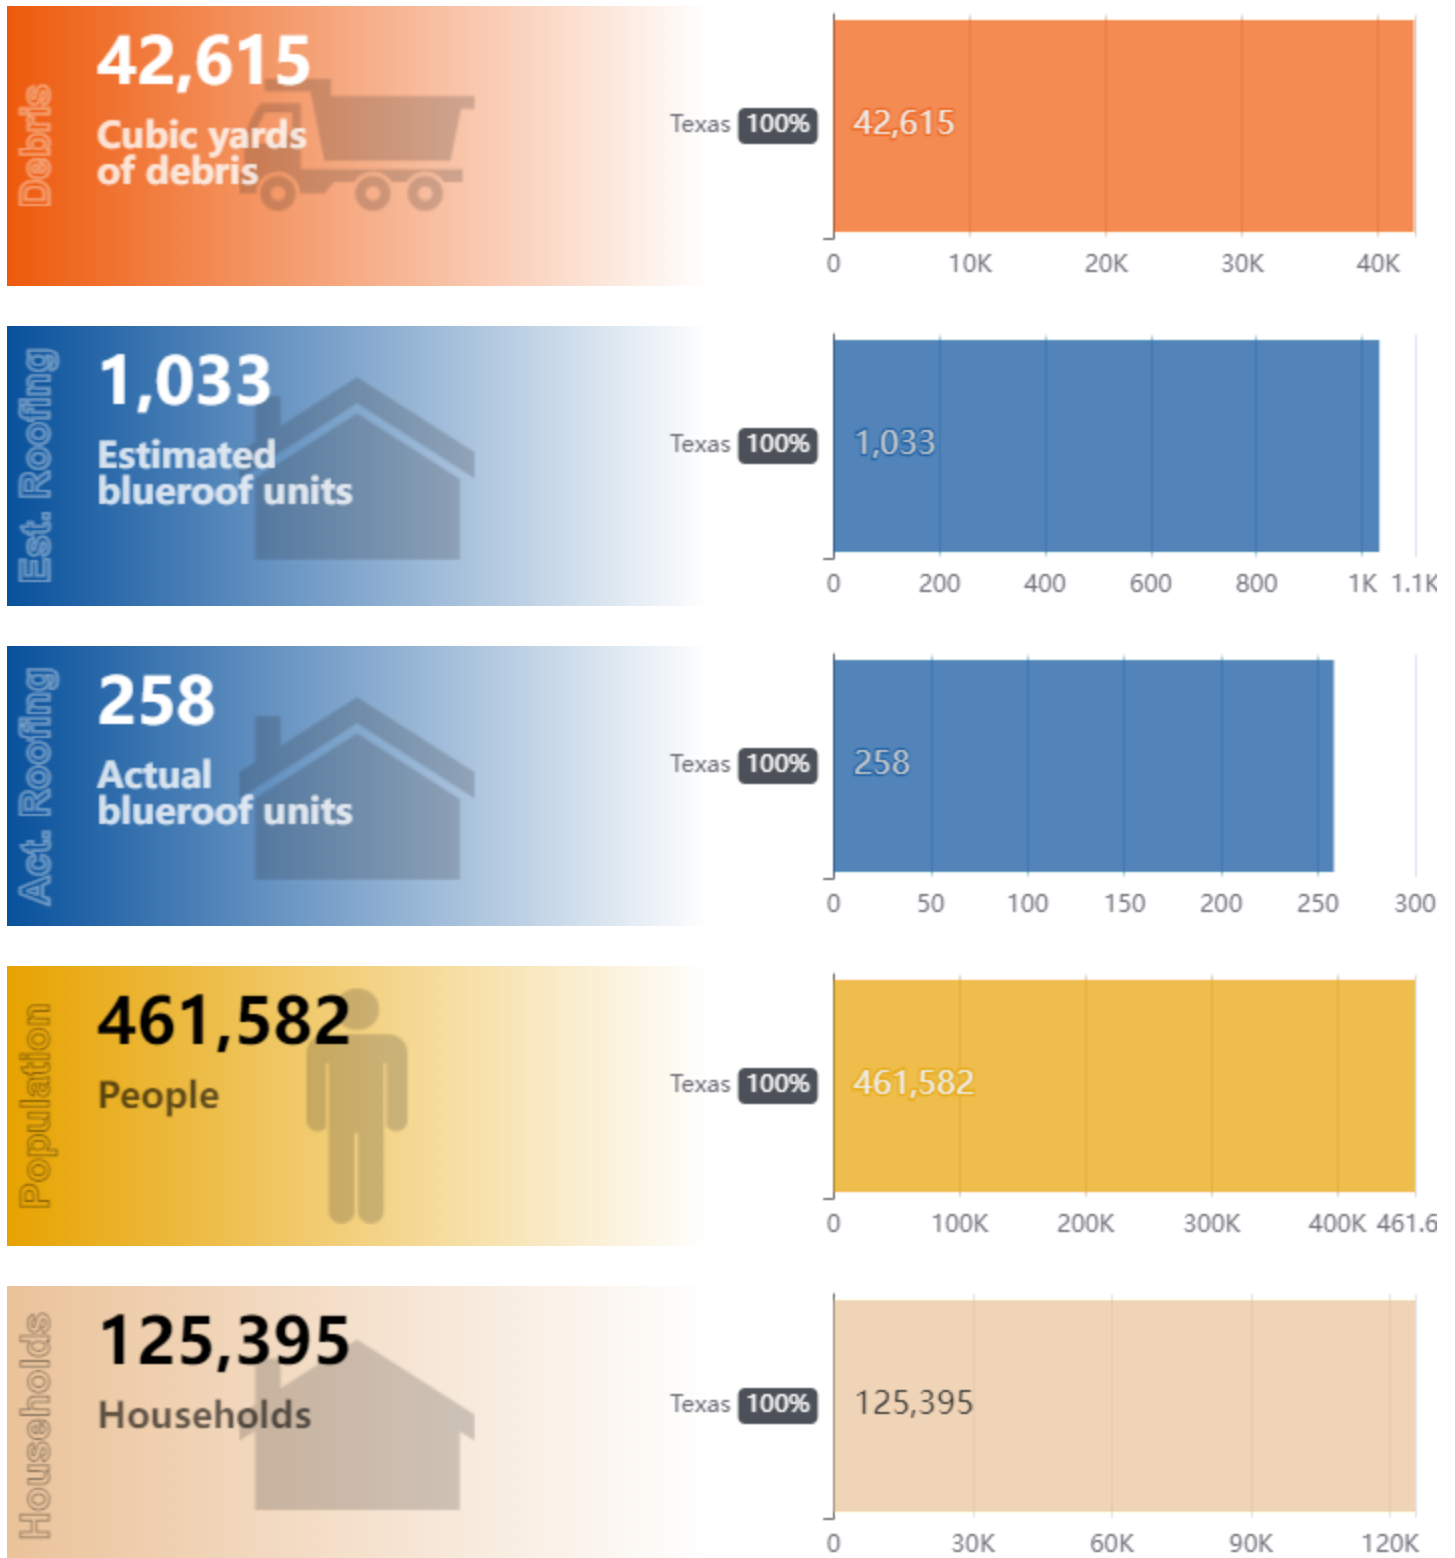 Debris
42,615
Cubic yards
of debris
Texas 100%
42,615
0 10K 20K 30K 40K
Est. Roofing
1,033
Estimated
blueroof units
Texas 100%
1,033
0 200 400 600 800 1K 1.1K
Act. Roofing
258
Actual
blueroof units
Texas 100%
258
0 50 100 150 200 250 300
Population
461,582
People
Texas 100%
461,582
0 100K 200K 300K 400K 461.6
Households
125,395
Households
Texas 100%
125,395
0 30K 60K 90K 120K